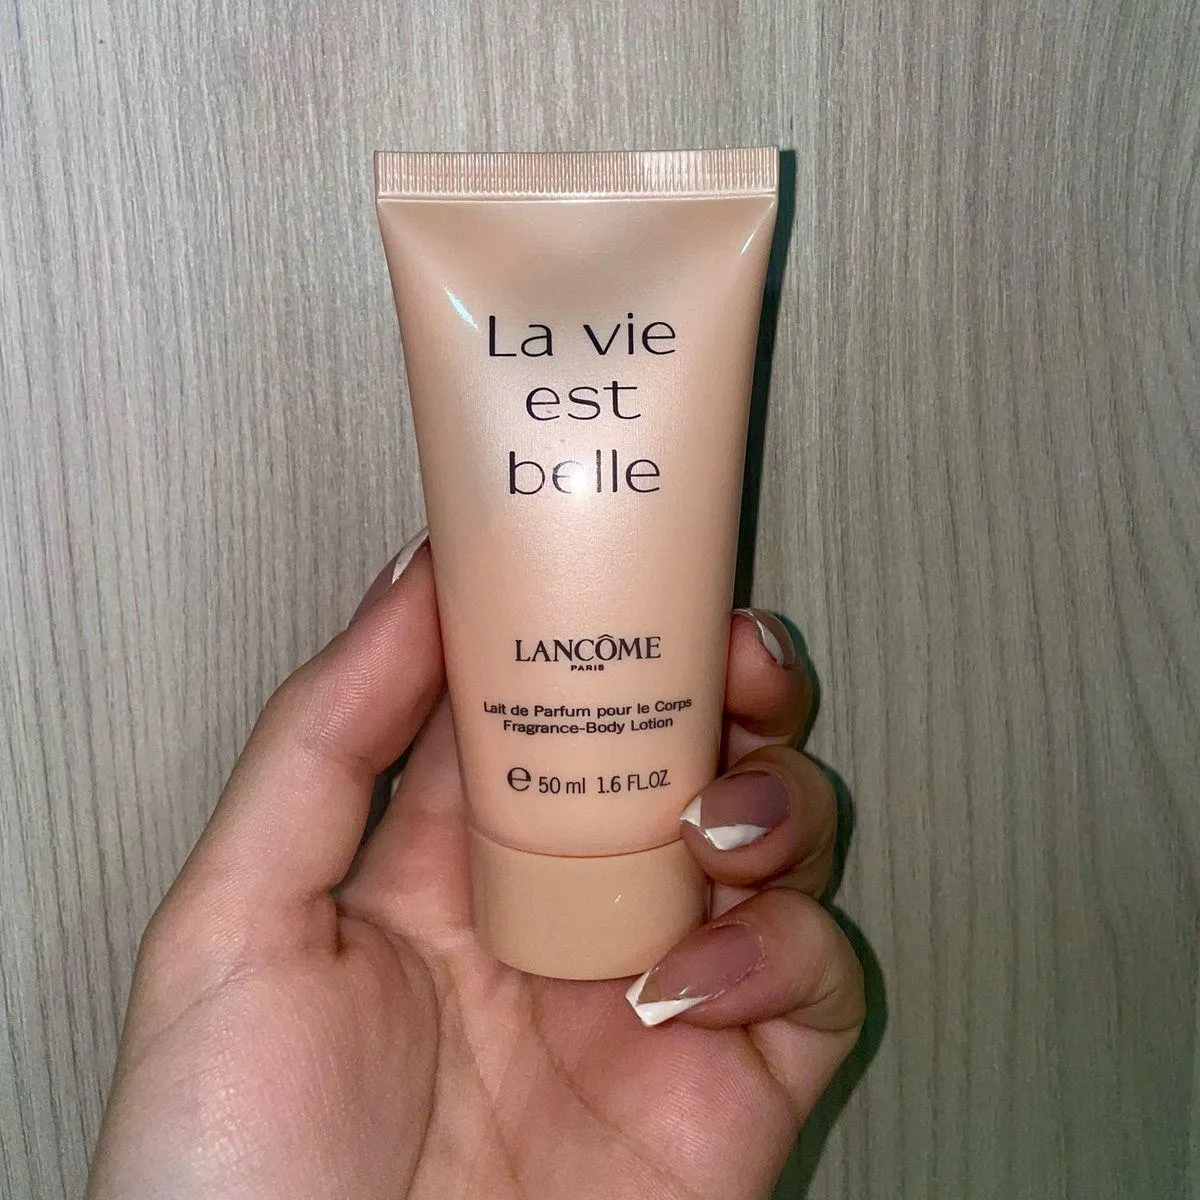 La vie
est
belle
LANCÔME
PARIS
Lait de Parfum pour le Corps
Fragrance-Body Lotion
℮ 50 ml 1.6 FL.OZ.